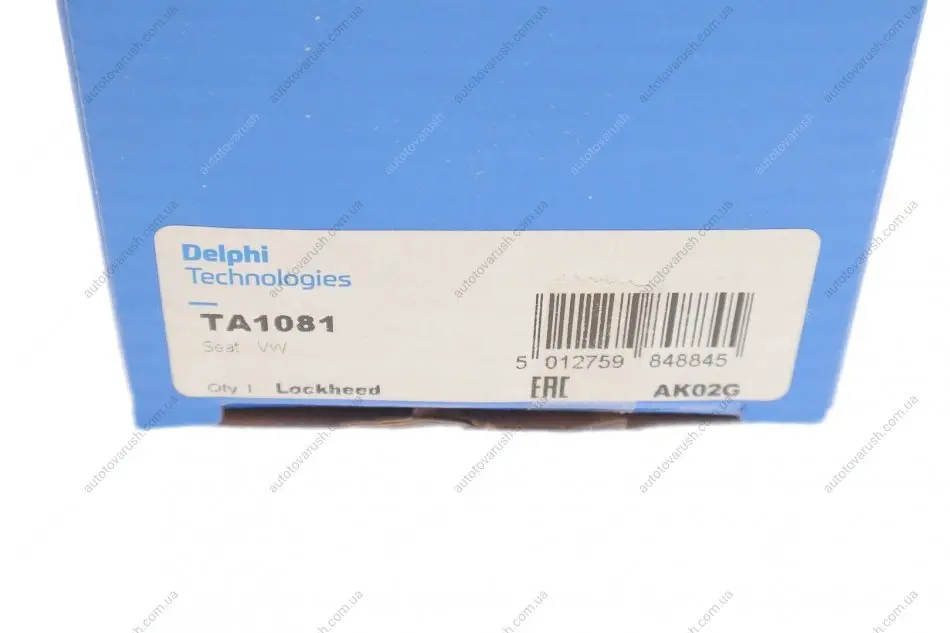 Delphi
Technologies
TA1081
Seat VW
Qty 1 Lockheed
5 012759 848845
EAC AK02G
autotovarush.com.ua